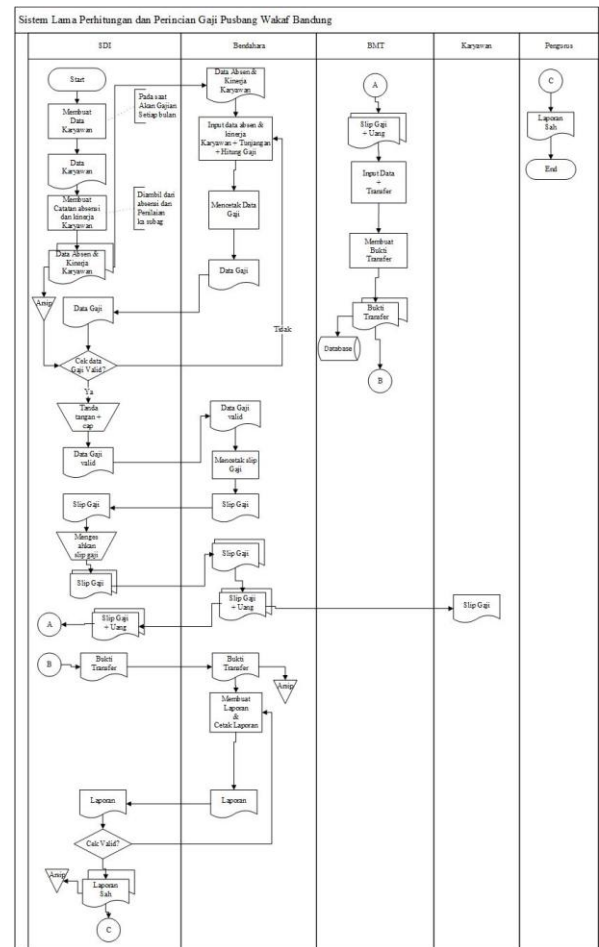 Sistem Lama Perhitungan dan Perincian Gaji Pusbang Wakaf Bandung
SDI
Bendahara
BMT
Karyawan
Pengurus
Start
Membuat
Data
Karyawan
Pada saat
Akan Gajian
Setiap bulan
Data
Karyawan
Membuat
Catatan absensi
dan kinerja
Karyawan
Diambil dari
absensi dan
Penilaian
ka subag
Data Absen &
Kinerja
Karyawan
Arsip
Data Gaji
Cek data
Gaji Valid?
Ya
Tanda
tangan +
cap
Data Gaji
valid
Slip Gaji
Menges
ahkan
slip gaji
Slip Gaji
Slip Gaji
+ Uang
A
B
Bukti
Transfer
Laporan
Cek Valid?
Arsip
Laporan
Sah
C
Data Absen &
Kinerja
Karyawan
Input data absen &
kinerja
Karyawan + Tunjangan
+ Hitung Gaji
Mencetak Data
Gaji
Data Gaji
Tidak
Data Gaji
valid
Mencetak slip
Gaji
Slip Gaji
Slip Gaji
Slip Gaji
+ Uang
Bukti
Transfer
Arsip
Membuat
Laporan
&
Cetak Laporan
Laporan
A
Slip Gaji
+ Uang
Input Data
+
Transfer
Membuat
Bukti
Transfer
Bukti
Transfer
Database
B
Slip Gaji
C
Laporan
Sah
End